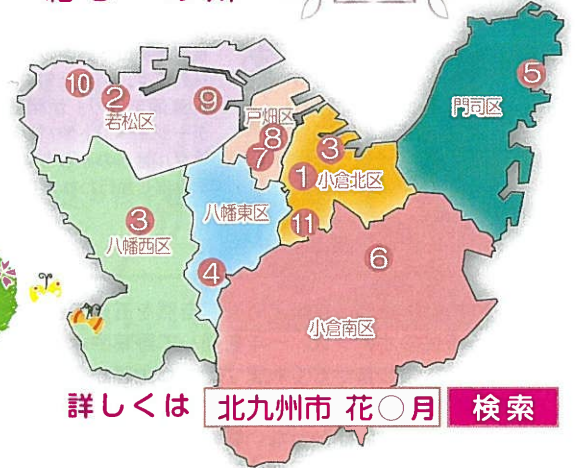 ⑩
②
⑨
若松区
戸畑区
⑧
⑦
③
①
小倉北区
⑪
⑤
門司区
③
八幡西区
八幡東区
④
⑥
小倉南区
詳しくは 北九州市 花○月 検索